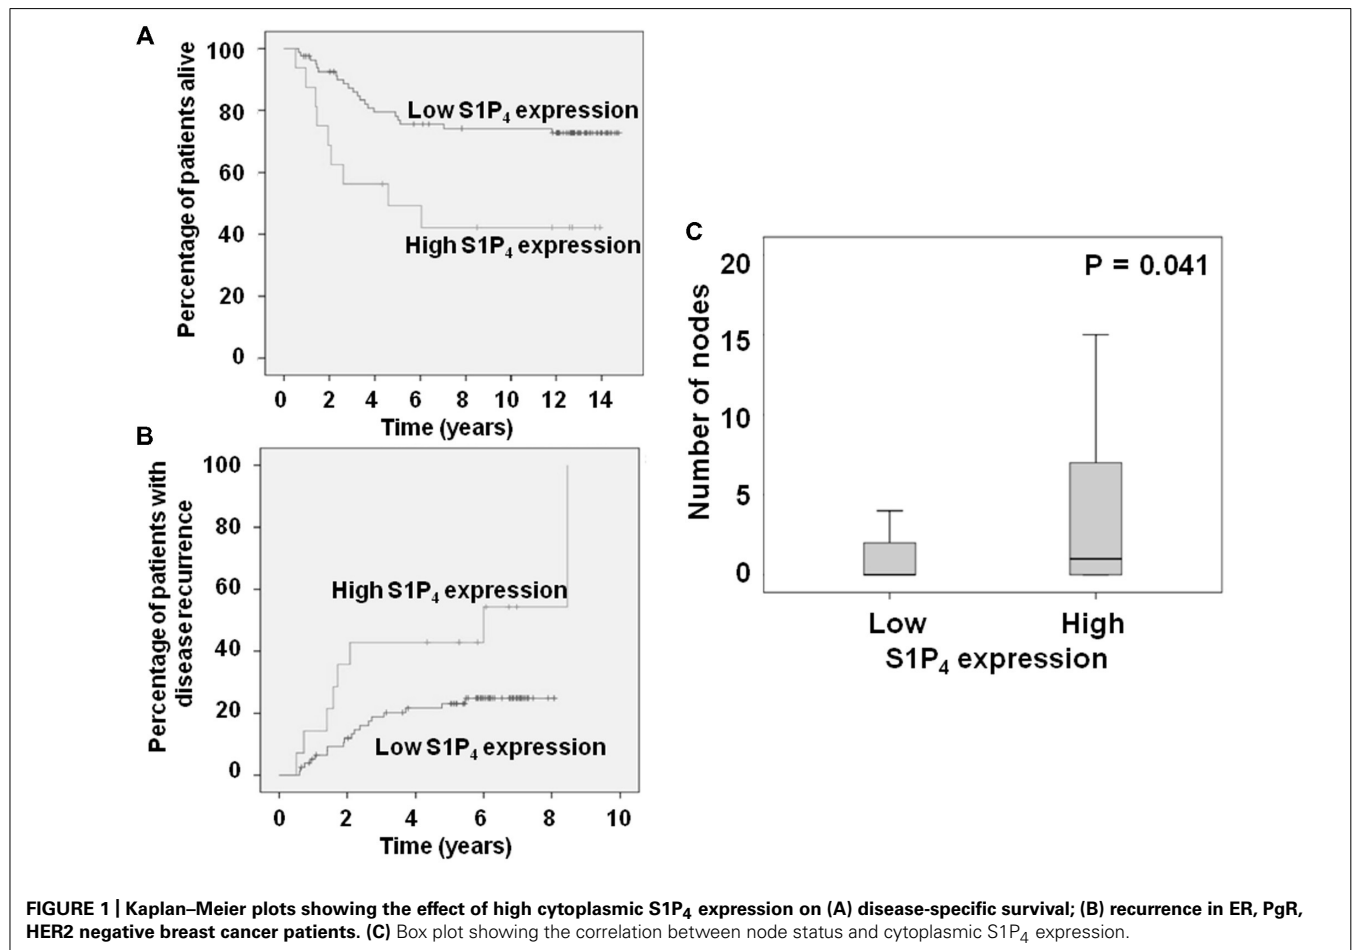 A
Percentage of patients alive
100
80
60
40
20
0
Low S1P4 expression
High S1P4 expression
0 2 4 6 8 10 12 14
Time (years)
B
Percentage of patients with
disease recurrence
100
80
60
40
20
0
High S1P4 expression
Low S1P4 expression
0 2 4 6 8 10
Time (years)
C
Number of nodes
20
15
10
5
0
P = 0.041
Low High
S1P4 expression
FIGURE 1 | Kaplan–Meier plots showing the effect of high cytoplasmic S1P4 expression on (A) disease-specific survival; (B) recurrence in ER, PgR,
HER2 negative breast cancer patients. (C) Box plot showing the correlation between node status and cytoplasmic S1P4 expression.